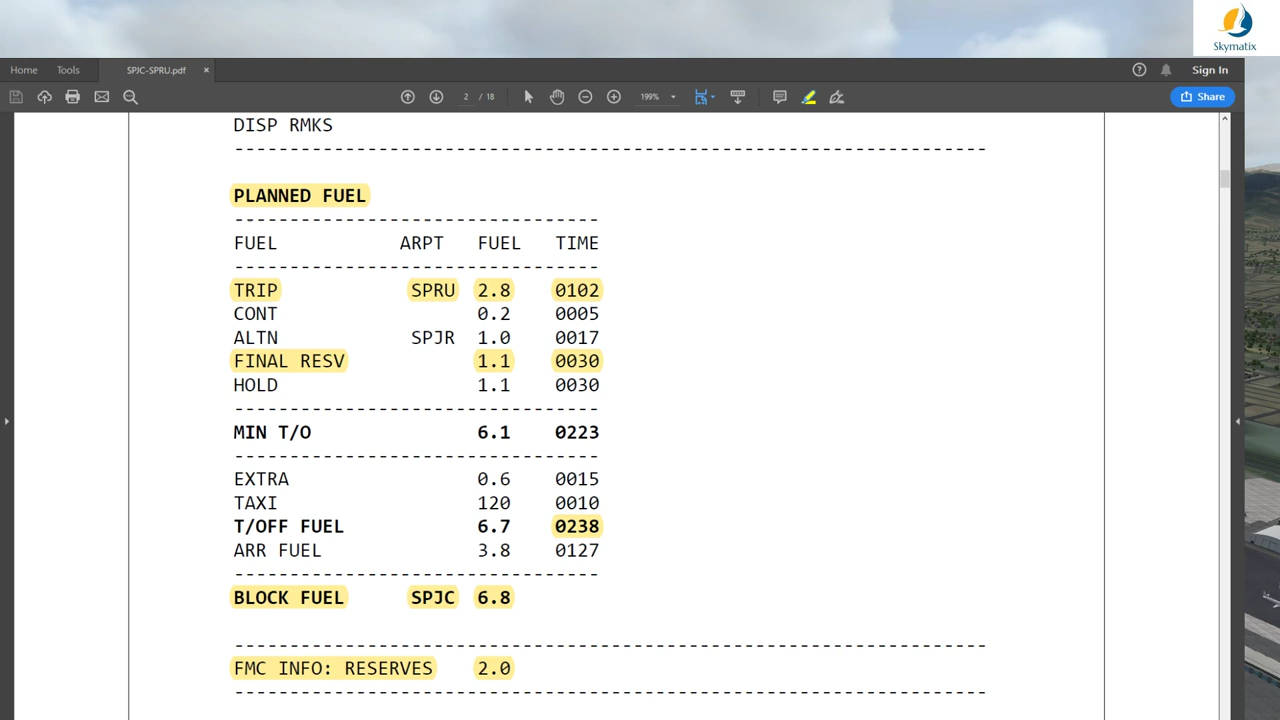 Skymatix
Home Tools SPJC-SPRU.pdf × Sign In
2 / 18 199% Share
DISP RMKS
--------------------------------------------------------------------
PLANNED FUEL
---------------------------------
FUEL ARPT FUEL TIME
---------------------------------
TRIP SPRU 2.8 0102
CONT 0.2 0005
ALTN SPJR 1.0 0017
FINAL RESV 1.1 0030
HOLD 1.1 0030
---------------------------------
MIN T/O 6.1 0223
---------------------------------
EXTRA 0.6 0015
TAXI 120 0010
T/OFF FUEL 6.7 0238
ARR FUEL 3.8 0127
---------------------------------
BLOCK FUEL SPJC 6.8
--------------------------------------------------------------------
FMC INFO: RESERVES 2.0
--------------------------------------------------------------------